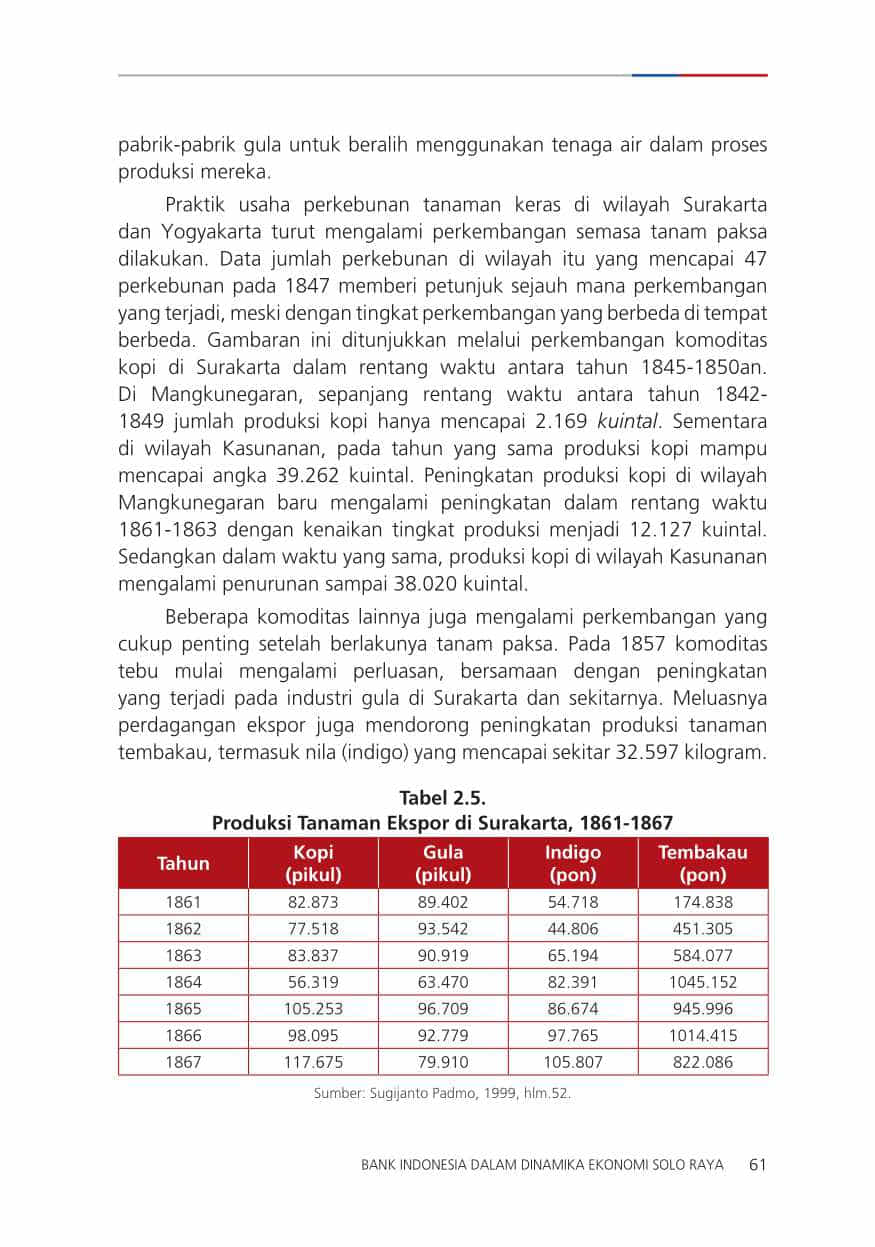 pabrik-pabrik gula untuk beralih menggunakan tenaga air dalam proses
produksi mereka.
Praktik usaha perkebunan tanaman keras di wilayah Surakarta
dan Yogyakarta turut mengalami perkembangan semasa tanam paksa
dilakukan. Data jumlah perkebunan di wilayah itu yang mencapai 47
perkebunan pada 1847 memberi petunjuk sejauh mana perkembangan
yang terjadi, meski dengan tingkat perkembangan yang berbeda di tempat
berbeda. Gambaran ini ditunjukkan melalui perkembangan komoditas
kopi di Surakarta dalam rentang waktu antara tahun 1845-1850an.
Di Mangkunegaran, sepanjang rentang waktu antara tahun 1842-
1849 jumlah produksi kopi hanya mencapai 2.169 kuintal. Sementara
di wilayah Kasunanan, pada tahun yang sama produksi kopi mampu
mencapai angka 39.262 kuintal. Peningkatan produksi kopi di wilayah
Mangkunegaran baru mengalami peningkatan dalam rentang waktu
1861-1863 dengan kenaikan tingkat produksi menjadi 12.127 kuintal.
Sedangkan dalam waktu yang sama, produksi kopi di wilayah Kasunanan
mengalami penurunan sampai 38.020 kuintal.
Beberapa komoditas lainnya juga mengalami perkembangan yang
cukup penting setelah berlakunya tanam paksa. Pada 1857 komoditas
tebu mulai mengalami perluasan, bersamaan dengan peningkatan
yang terjadi pada industri gula di Surakarta dan sekitarnya. Meluasnya
perdagangan ekspor juga mendorong peningkatan produksi tanaman
tembakau, termasuk nila (indigo) yang mencapai sekitar 32.597 kilogram.
Tabel 2.5.
Produksi Tanaman Ekspor di Surakarta, 1861-1867
Tahun Kopi (pikul) Gula (pikul) Indigo (pon) Tembakau (pon)
1861 82.873 89.402 54.718 174.838
1862 77.518 93.542 44.806 451.305
1863 83.837 90.919 65.194 584.077
1864 56.319 63.470 82.391 1045.152
1865 105.253 96.709 86.674 945.996
1866 98.095 92.779 97.765 1014.415
1867 117.675 79.910 105.807 822.086
Sumber: Sugijanto Padmo, 1999, hlm.52.
BANK INDONESIA DALAM DINAMIKA EKONOMI SOLO RAYA 61